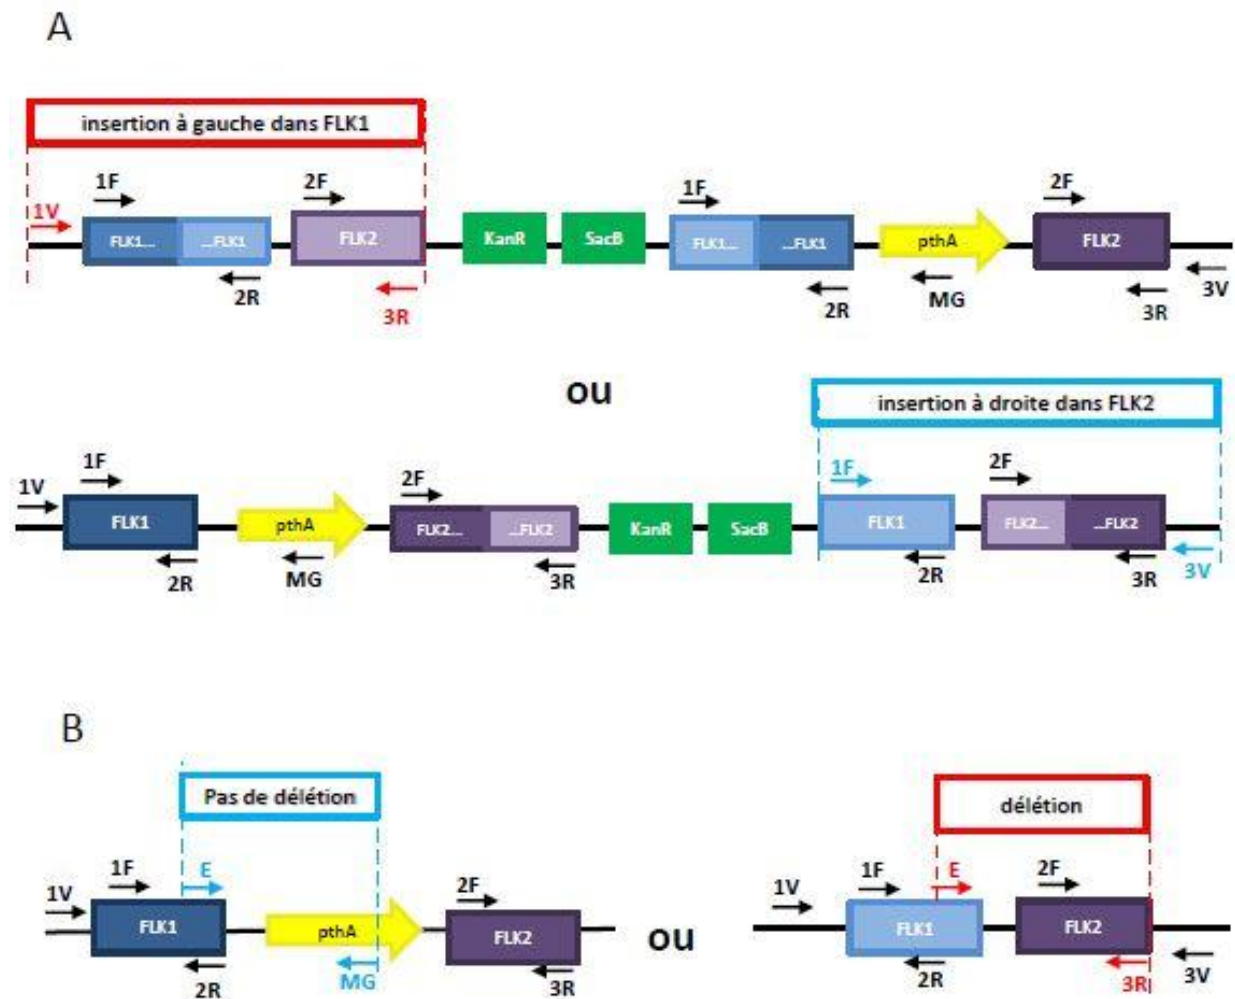 A
insertion à gauche dans FLK1
1F 2F 1F 2F
1V
FLK1... ...FLK1 FLK2 KanR SacB FLK1... ...FLK1 pthA FLK2
2R 3R 2R MG 3R 3V
ou
insertion à droite dans FLK2
1V 1F 2F 1F 2F
FLK1 pthA FLK2... ...FLK2 KanR SacB FLK1 FLK2... ...FLK2
2R MG 3R 2R 3R 3V
B
Pas de délétion
délétion
1V 1F E 2F
FLK1 pthA FLK2
2R MG 3R
ou
1V 1F E 2F
FLK1 FLK2
2R 3R 3V